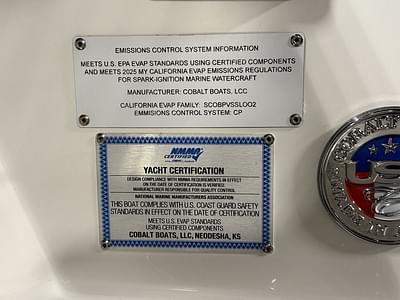 EMISSIONS CONTROL SYSTEM INFORMATION
MEETS U.S. EPA EVAP STANDARDS USING CERTIFIED COMPONENTS
AND MEETS 2025 MY CALIFORNIA EVAP EMISSIONS REGULATIONS
FOR SPARK-IGNITION MARINE WATERCRAFT
MANUFACTURER: COBALT BOATS, LCC
CALIFORNIA EVAP FAMILY: SCOBPVSSLOO2
EMMISIONS CONTROL SYSTEM: CP
NMMA
CERTIFIED
YACHT CERTIFICATION
DESIGN COMPLIANCE WITH NMMA REQUIREMENTS IN EFFECT
ON THE DATE OF CERTIFICATION IS VERIFIED.
MANUFACTURER RESPONSIBLE FOR QUALITY CONTROL.
NATIONAL MARINE MANUFACTURERS ASSOCIATION
THIS BOAT COMPLIES WITH U.S. COAST GUARD SAFETY
STANDARDS IN EFFECT ON THE DATE OF CERTIFICATION
MEETS U.S. EVAP STANDARDS
USING CERTIFIED COMPONENTS
COBALT BOATS, LLC, NEODESHA, KS
COBALT